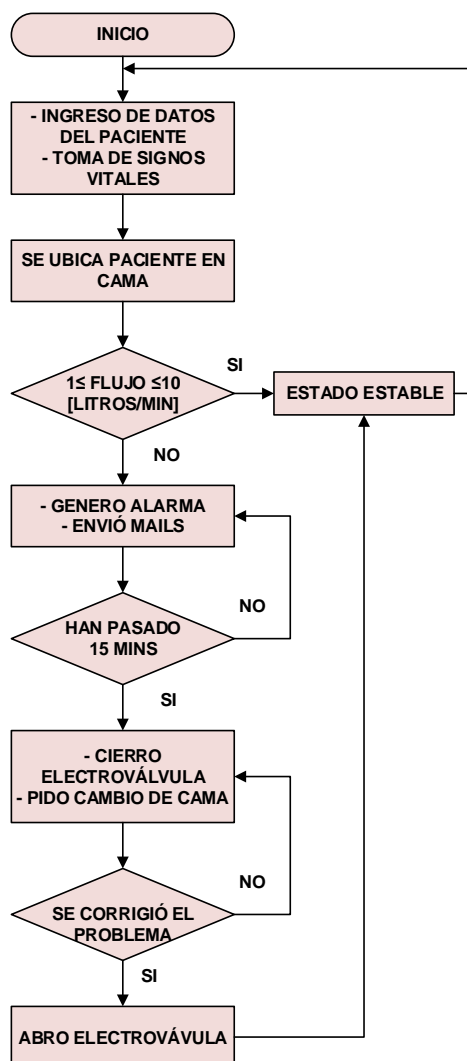 INICIO
- INGRESO DE DATOS
DEL PACIENTE
- TOMA DE SIGNOS
VITALES
SE UBICA PACIENTE EN
CAMA
1≤ FLUJO ≤10
[LITROS/MIN]
SI
ESTADO ESTABLE
NO
- GENERO ALARMA
- ENVIÓ MAILS
NO
HAN PASADO
15 MINS
SI
- CIERRO
ELECTROVÁLVULA
- PIDO CAMBIO DE CAMA
NO
SE CORRIGIÓ EL
PROBLEMA
SI
ABRO ELECTROVÁVULA